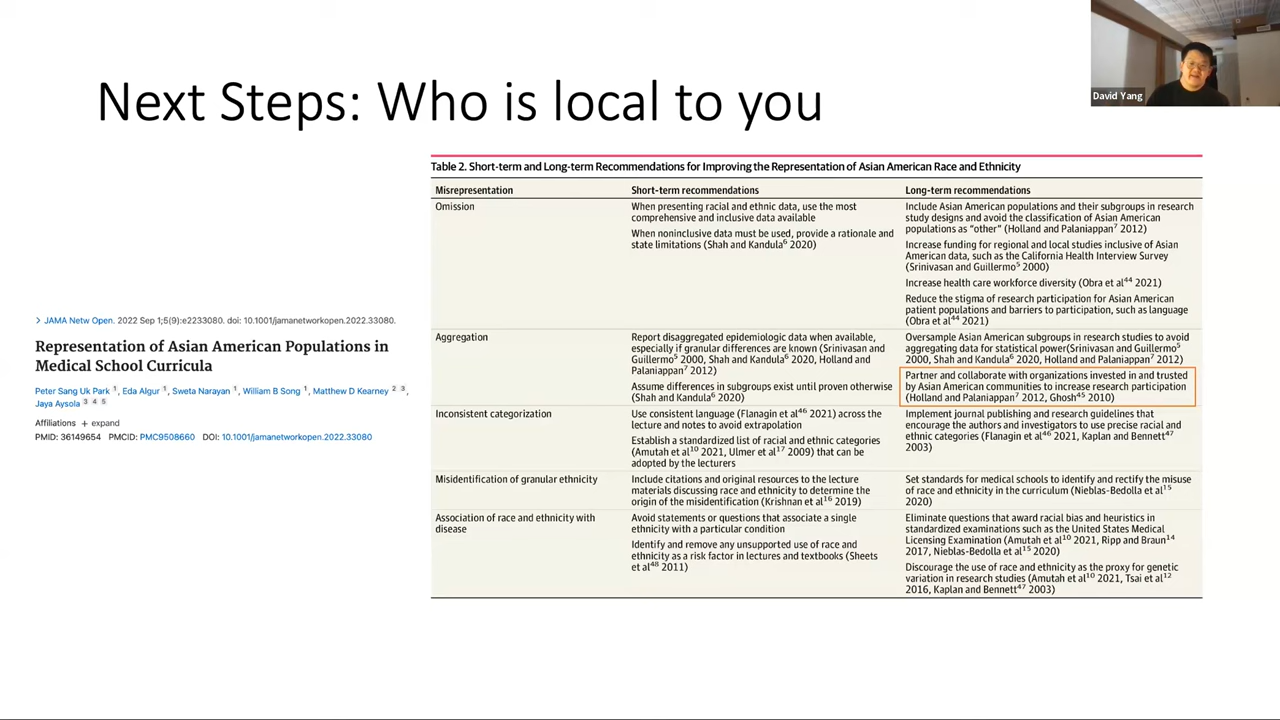 Next Steps: Who is local to you
David Yang
> JAMA Netw Open. 2022 Sep 1;5(9):e2233080. doi: 10.1001/jamanetworkopen.2022.33080.
Representation of Asian American Populations in
Medical School Curricula
Peter Sang Uk Park 1, Eda Algur 1, Sweta Narayan 1, William B Song 1, Matthew D Kearney 2 3,
Jaya Aysola 3 4 5
Affiliations + expand
PMID: 36149654 PMCID: PMC9508660 DOI: 10.1001/jamanetworkopen.2022.33080
Table 2. Short-term and Long-term Recommendations for Improving the Representation of Asian American Race and Ethnicity
Misrepresentation
Short-term recommendations
Long-term recommendations
Omission
When presenting racial and ethnic data, use the most
comprehensive and inclusive data available
When noninclusive data must be used, provide a rationale and
state limitations (Shah and Kandula6 2020)
Include Asian American populations and their subgroups in research
study designs and avoid the classification of Asian American
populations as “other” (Holland and Palaniappan7 2012)
Increase funding for regional and local studies inclusive of Asian
American data, such as the California Health Interview Survey
(Srinivasan and Guillermo5 2000)
Increase health care workforce diversity (Obra et al44 2021)
Reduce the stigma of research participation for Asian American
patient populations and barriers to participation, such as language
(Obra et al44 2021)
Aggregation
Report disaggregated epidemiologic data when available,
especially if granular differences are known (Srinivasan and
Guillermo5 2000, Shah and Kandula6 2020, Holland and
Palaniappan7 2012)
Assume differences in subgroups exist until proven otherwise
(Shah and Kandula6 2020)
Oversample Asian American subgroups in research studies to avoid
aggregating data for statistical power(Srinivasan and Guillermo5
2000, Shah and Kandula6 2020, Holland and Palaniappan7 2012)
Partner and collaborate with organizations invested in and trusted
by Asian American communities to increase research participation
(Holland and Palaniappan7 2012, Ghosh45 2010)
Inconsistent categorization
Use consistent language (Flanagin et al46 2021) across the
lecture and notes to avoid extrapolation
Establish a standardized list of racial and ethnic categories
(Amutah et al10 2021, Ulmer et al17 2009) that can be
adopted by the lecturers
Implement journal publishing and research guidelines that
encourage the authors and investigators to use precise racial and
ethnic categories (Flanagin et al46 2021, Kaplan and Bennett47
2003)
Misidentification of granular ethnicity
Include citations and original resources to the lecture
materials discussing race and ethnicity to determine the
origin of the misidentification (Krishnan et al16 2019)
Set standards for medical schools to identify and rectify the misuse
of race and ethnicity in the curriculum (Nieblas-Bedolla et al15
2020)
Association of race and ethnicity with
disease
Avoid statements or questions that associate a single
ethnicity with a particular condition
Identify and remove any unsupported use of race and
ethnicity as a risk factor in lectures and textbooks (Sheets
et al48 2011)
Eliminate questions that award racial bias and heuristics in
standardized examinations such as the United States Medical
Licensing Examination (Amutah et al10 2021, Ripp and Braun14
2017, Nieblas-Bedolla et al15 2020)
Discourage the use of race and ethnicity as the proxy for genetic
variation in research studies (Amutah et al10 2021, Tsai et al12
2016, Kaplan and Bennett47 2003)